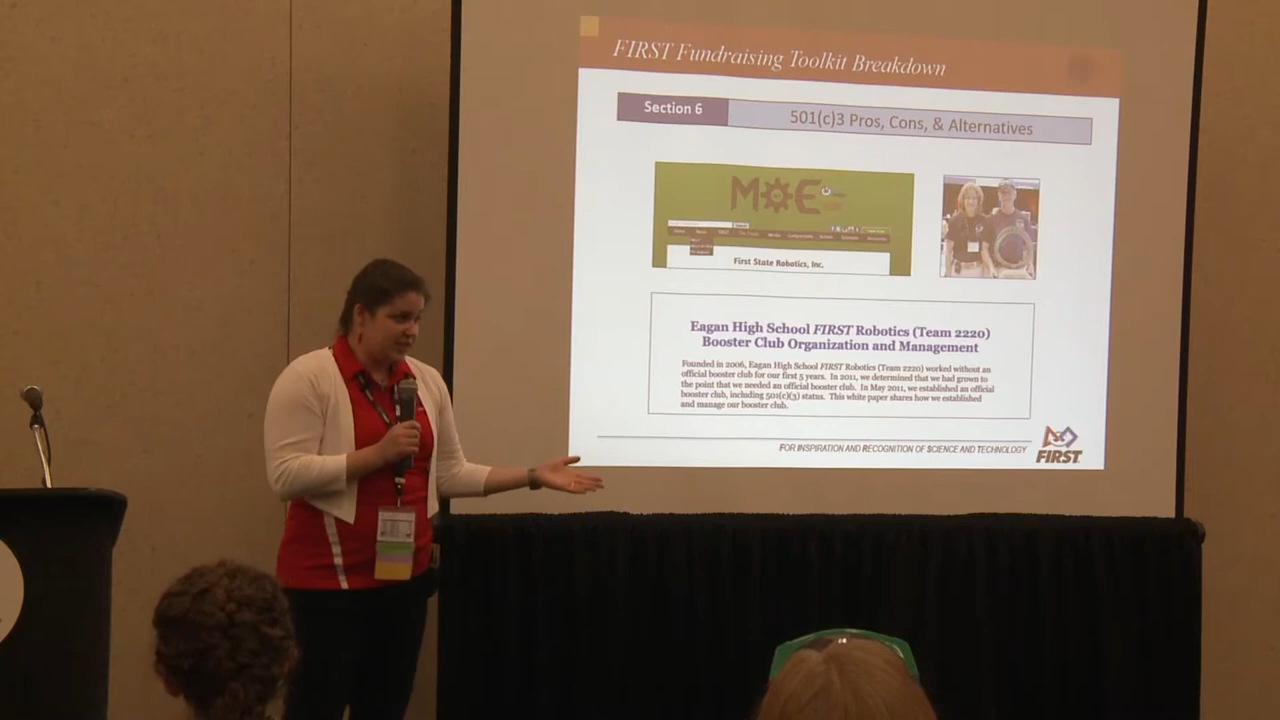 FIRST Fundraising Toolkit Breakdown
Section 6
501(c)3 Pros, Cons, & Alternatives
MOE
First State Robotics, Inc.
Eagan High School FIRST Robotics (Team 2220)
Booster Club Organization and Management
Founded in 2006, Eagan High School FIRST Robotics (Team 2220) worked without an
official booster club for our first 5 years. In 2011, we determined that we had grown to
the point that we needed an official booster club. In May 2011, we established an official
booster club, including 501(c)(3) status. This white paper shares how we established
and manage our booster club.
FOR INSPIRATION AND RECOGNITION OF SCIENCE AND TECHNOLOGY
FIRST